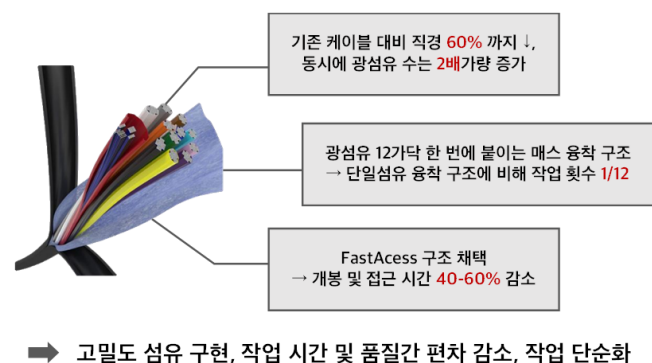 기존 케이블 대비 직경 60% 까지 ↓,
동시에 광섬유 수는 2배가량 증가
광섬유 12가닥 한 번에 붙이는 매스 융착 구조
→ 단일섬유 융착 구조에 비해 작업 횟수 1/12
FastAcess 구조 채택
→ 개봉 및 접근 시간 40-60% 감소
➡ 고밀도 섬유 구현, 작업 시간 및 품질간 편차 감소, 작업 단순화